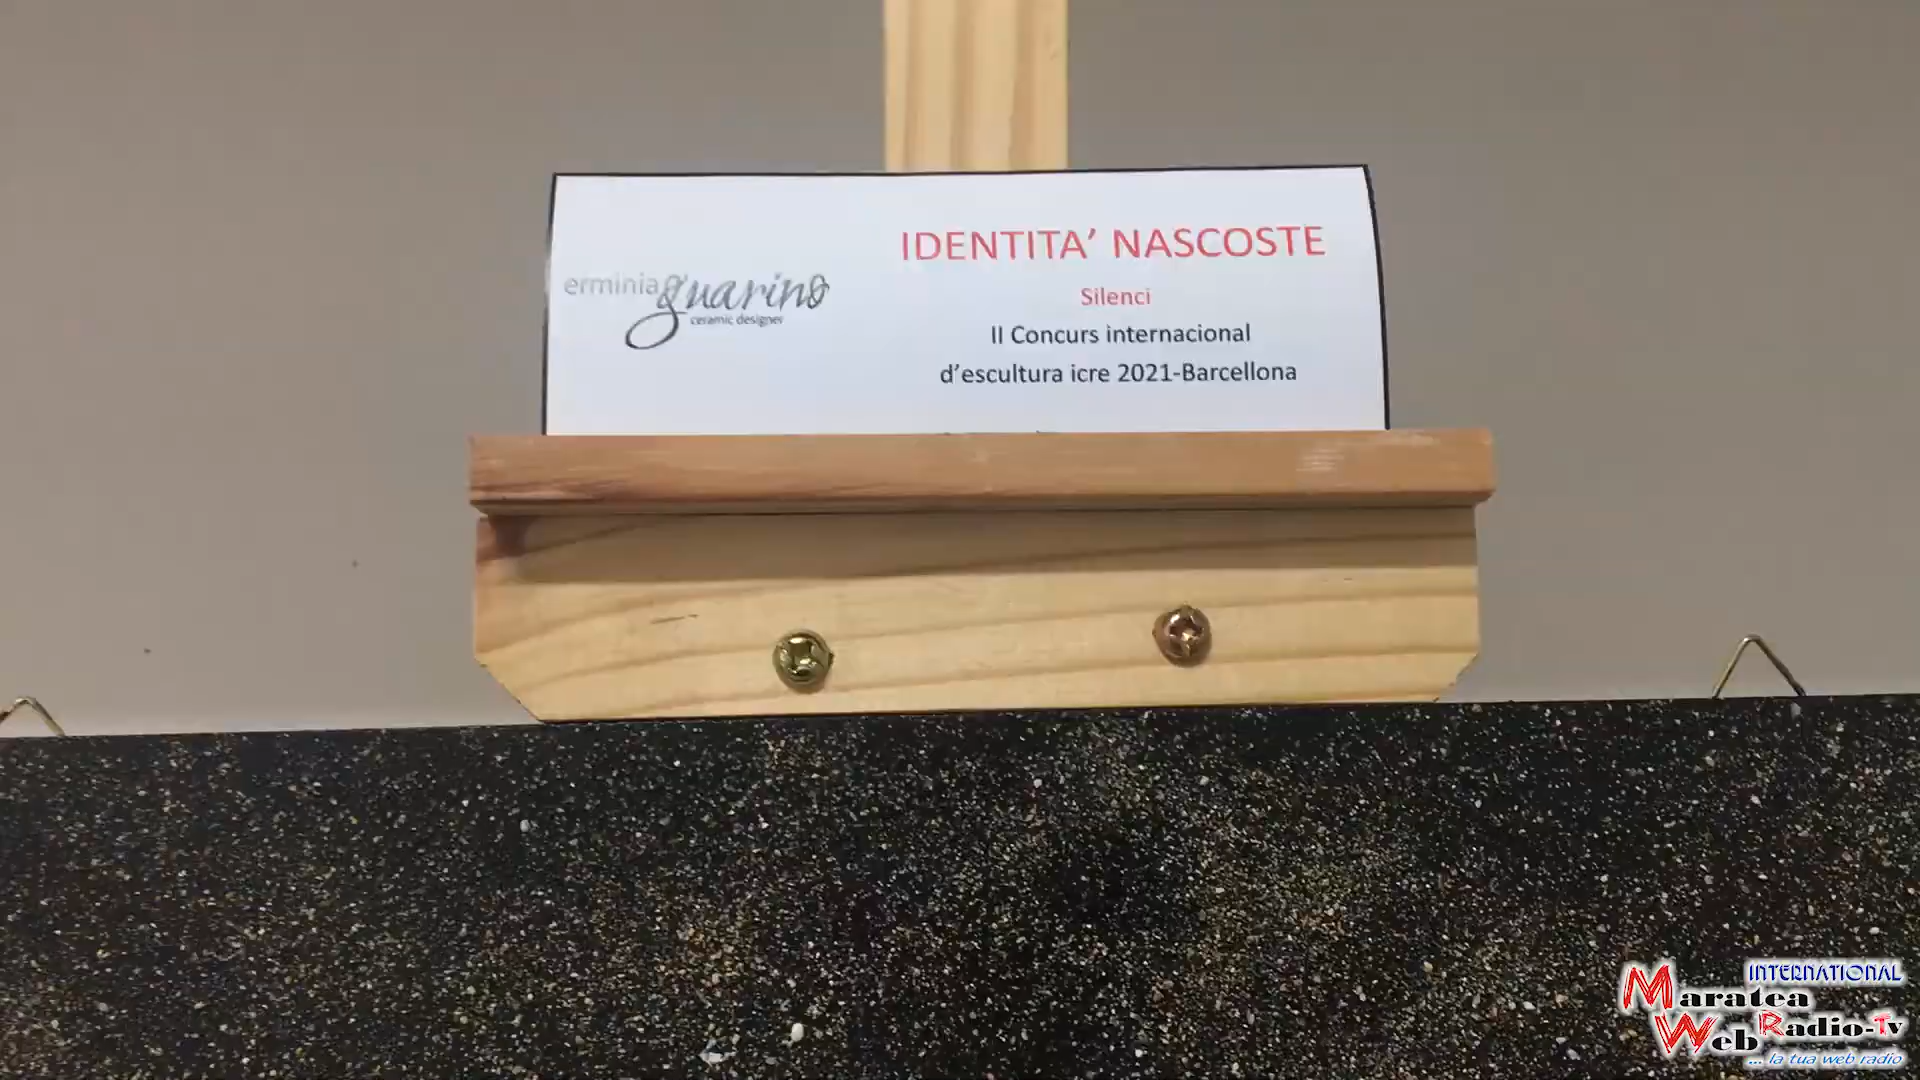 erminia guarino
ceramic designer
IDENTITA’ NASCOSTE
Silenci
II Concurs internacional
d’escultura icre 2021-Barcellona
INTERNATIONAL
Maratea
Web Radio-Tv
... la tua web radio